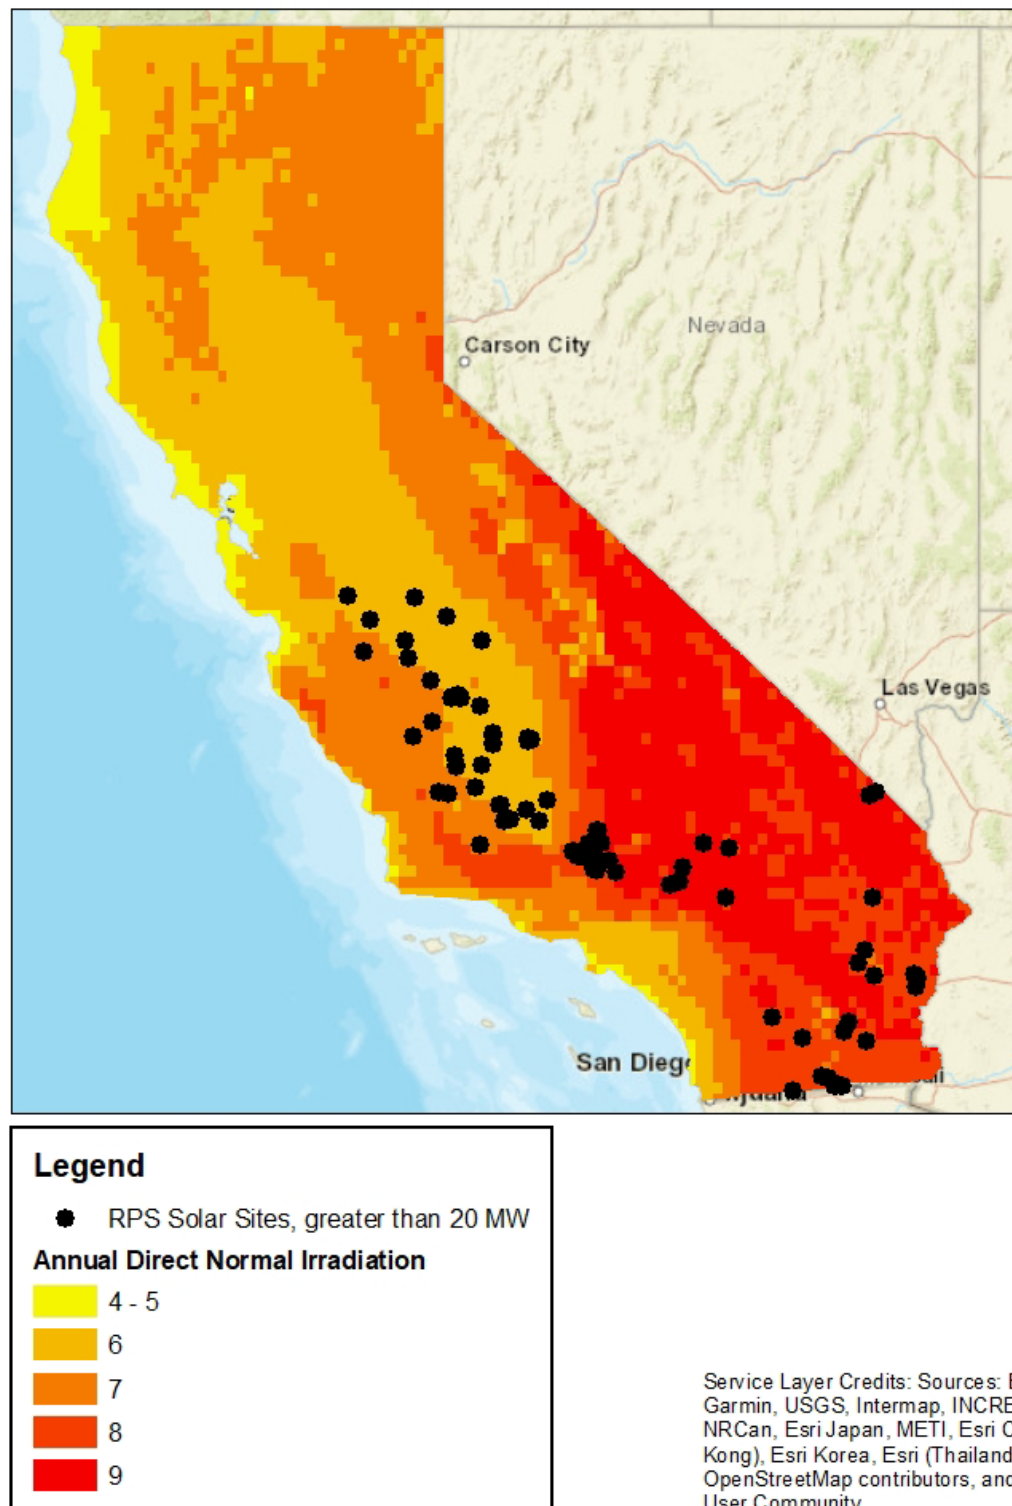 Nevada
Carson City
Las Vegas
San Dieg
Legend
RPS Solar Sites, greater than 20 MW
Annual Direct Normal Irradiation
4 - 5
6
7
8
9
Service Layer Credits: Sources: E
Garmin, USGS, Intermap, INCRE
NRCan, Esri Japan, METI, Esri C
Kong), Esri Korea, Esri (Thailand
OpenStreetMap contributors, and
User Community